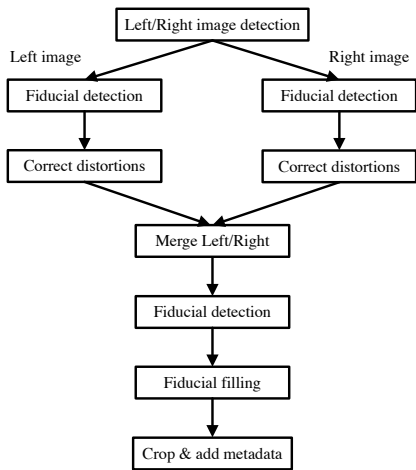 Left/Right image detection
Left image
Right image
Fiducial detection
Fiducial detection
Correct distortions
Correct distortions
Merge Left/Right
Fiducial detection
Fiducial filling
Crop & add metadata